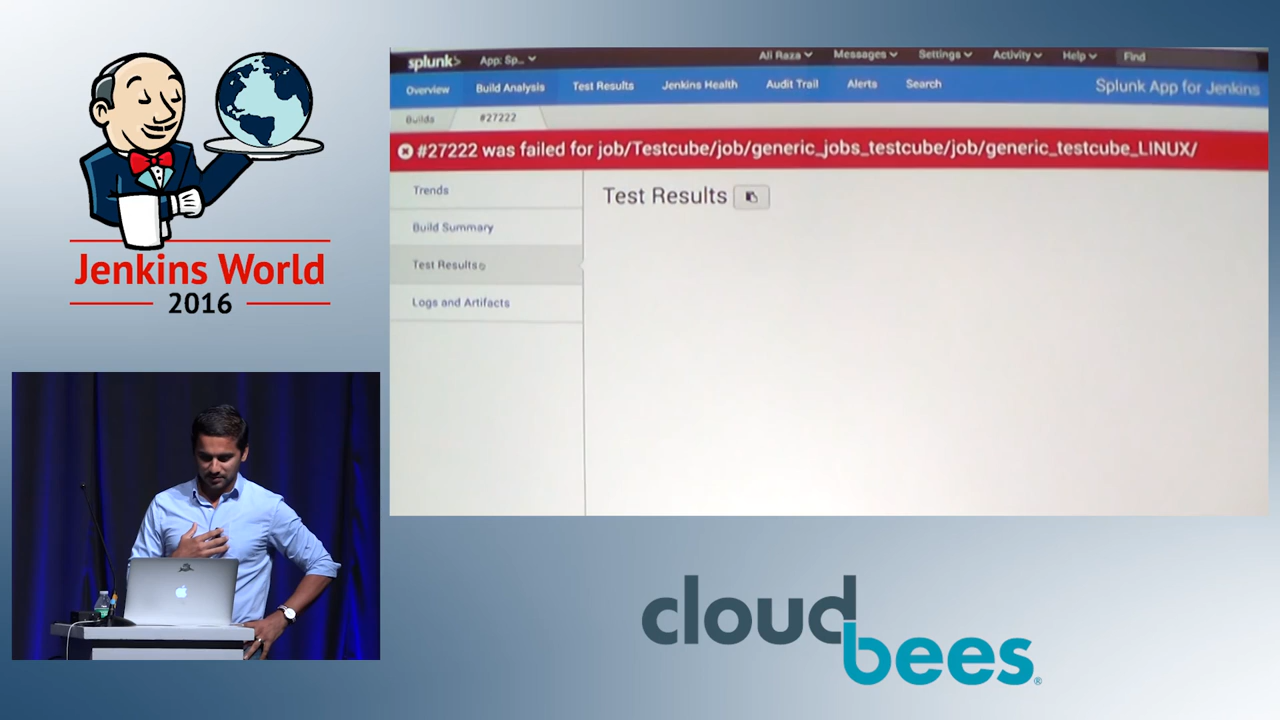 Jenkins World
2016
splunk> App: Sp... Ali Raza Messages Settings Activity Help Find
Overview Build Analysis Test Results Jenkins Health Audit Trail Alerts Search Splunk App for Jenkins
Builds #27222
#27222 was failed for job/Testcube/job/generic_jobs_testcube/job/generic_testcube_LINUX/
Trends
Build Summary
Test Results
Logs and Artifacts
Test Results
cloud
bees®